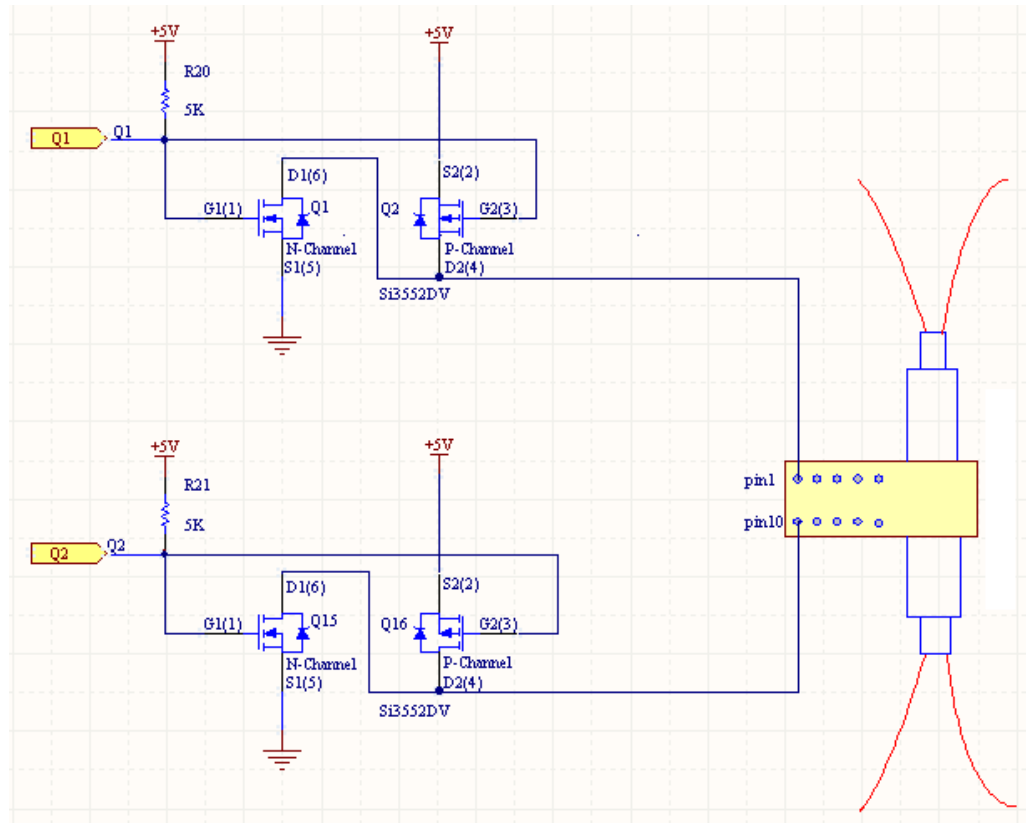 +5V
+5V
R20
5K
Q1
Q1
D1(6)
S2(2)
G1(1)
Q1
Q2
G2(3)
N-Channel
S1(5)
P-Channel
D2(4)
Si3552DV
+5V
+5V
R21
5K
pin1
pin10
Q2
Q2
D1(6)
S2(2)
G1(1)
Q15
Q16
G2(3)
N-Channel
S1(5)
P-Channel
D2(4)
Si3552DV